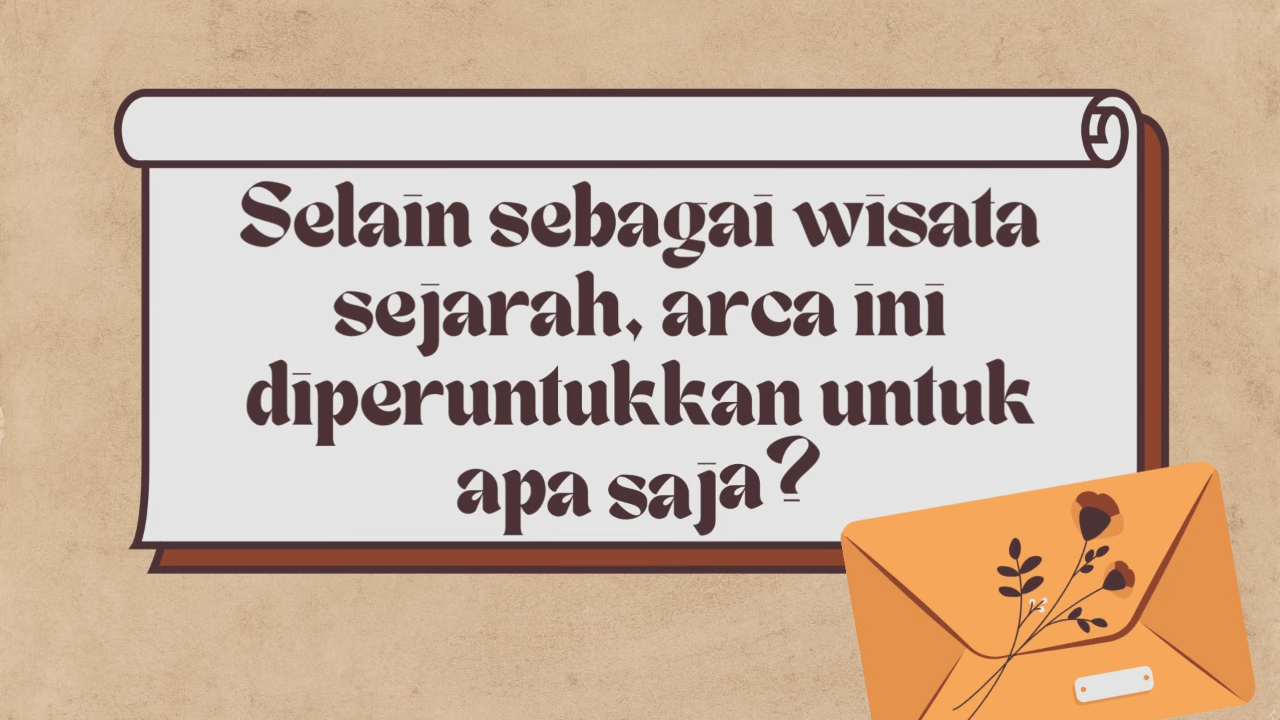 Selain sebagai wisata
sejarah, arca ini
diperuntukkan untuk
apa saja?